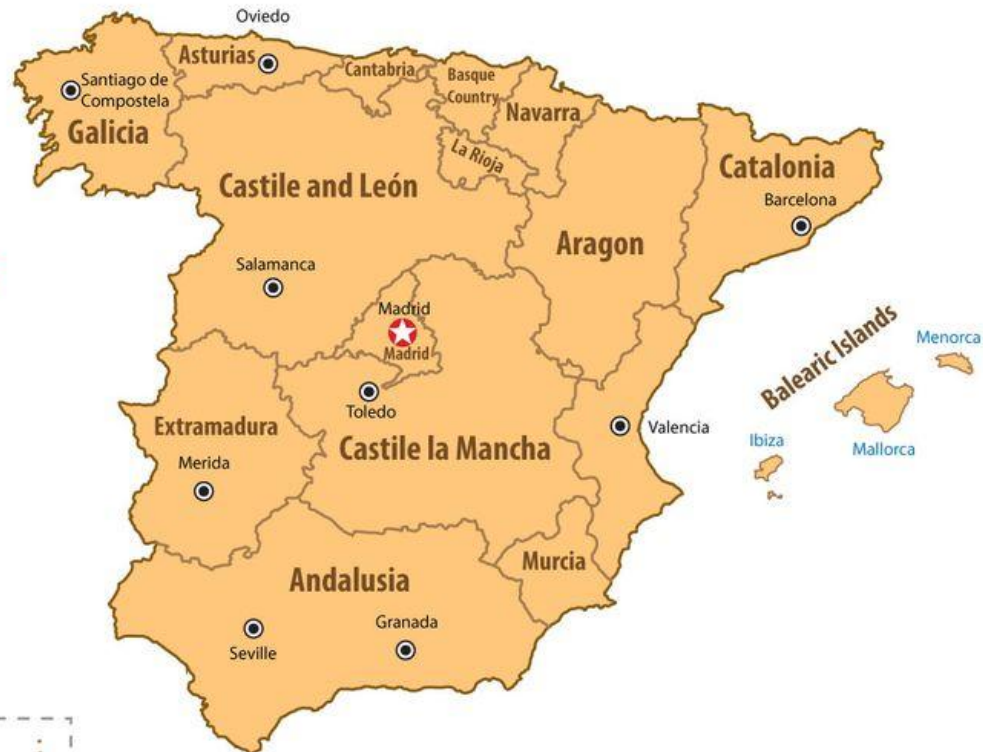 Oviedo
Asturias
Cantabria
Basque
Country
Navarra
Santiago de
Compostela
Galicia
La Rioja
Castile and León
Catalonia
Barcelona
Aragon
Salamanca
Madrid
Madrid
Balearic Islands
Menorca
Toledo
Extramadura
Castile la Mancha
Valencia
Ibiza
Mallorca
Merida
Murcia
Andalusia
Granada
Seville